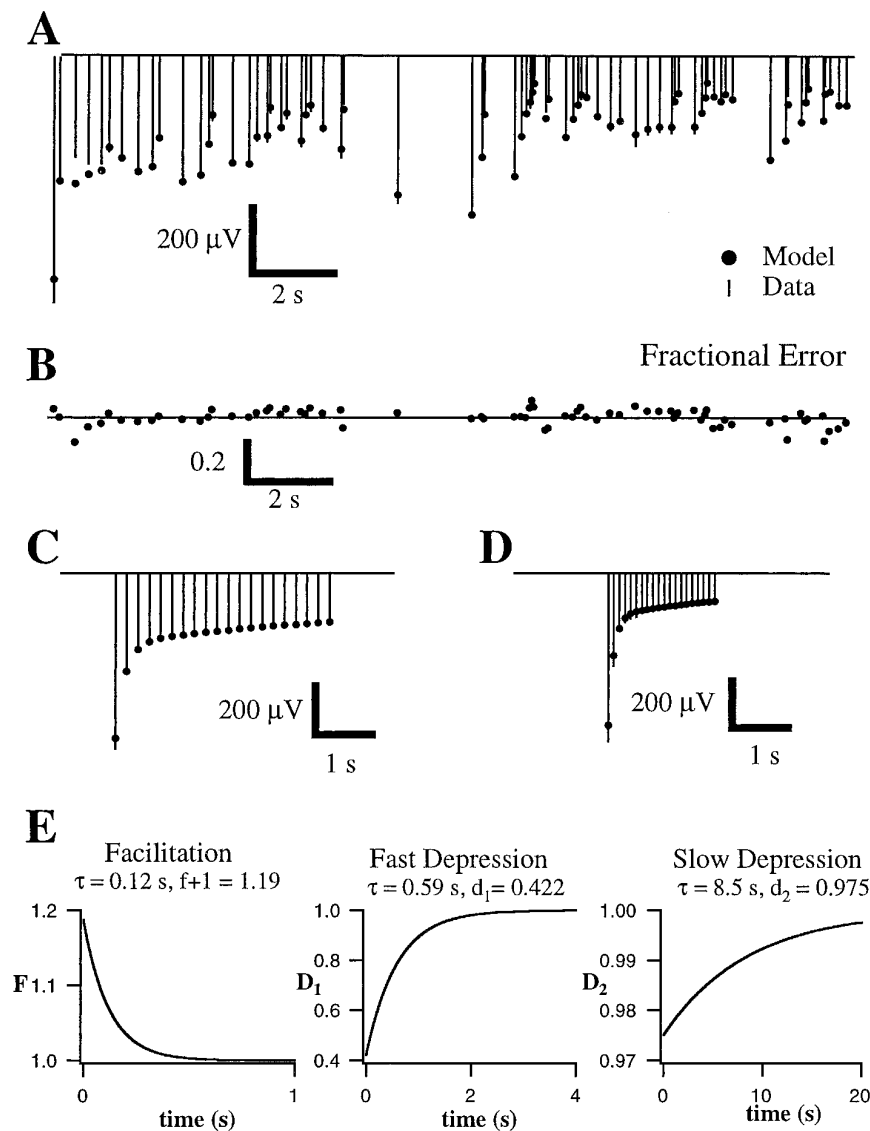 A
200 μV
2 s
Model
Data
B
Fractional Error
0.2
2 s
C
D
200 μV
1 s
200 μV
1 s
E
Facilitation
τ = 0.12 s, f+1 = 1.19
1.2
1.1
1.0
F
0
1
time (s)
Fast Depression
τ = 0.59 s, d₁= 0.422
1.0
0.8
0.6
0.4
D₁
0
2
4
time (s)
Slow Depression
τ = 8.5 s, d₂ = 0.975
1.00
0.99
0.98
0.97
D₂
0
10
20
time (s)